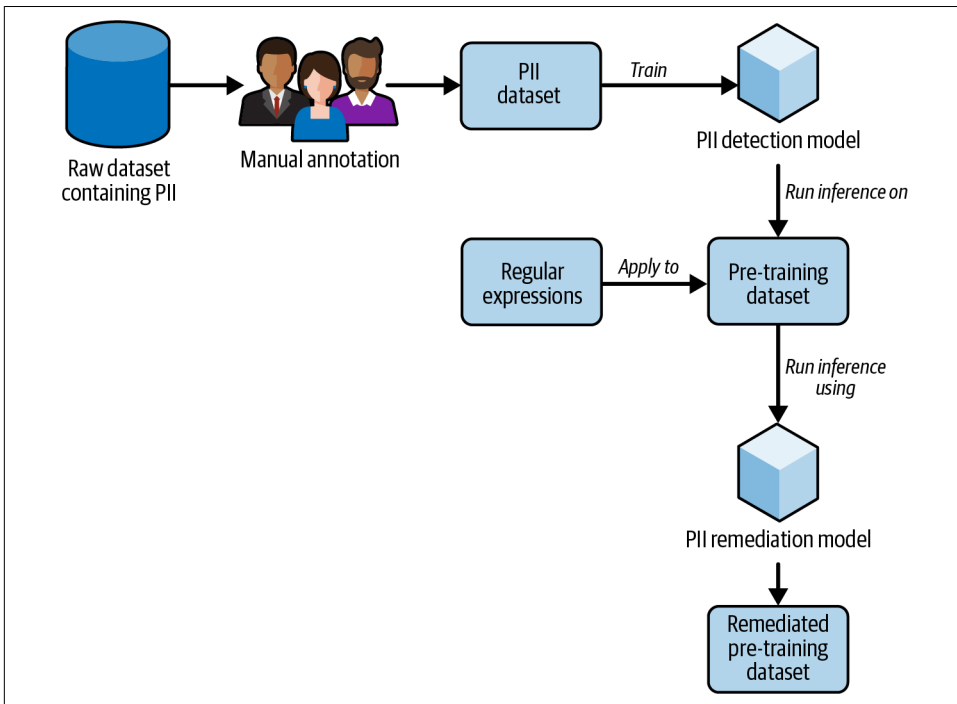 Raw dataset
containing PII
Manual annotation
PII
dataset
Train
PII detection model
Run inference on
Regular
expressions
Apply to
Pre-training
dataset
Run inference
using
PII remediation model
Remediated
pre-training
dataset